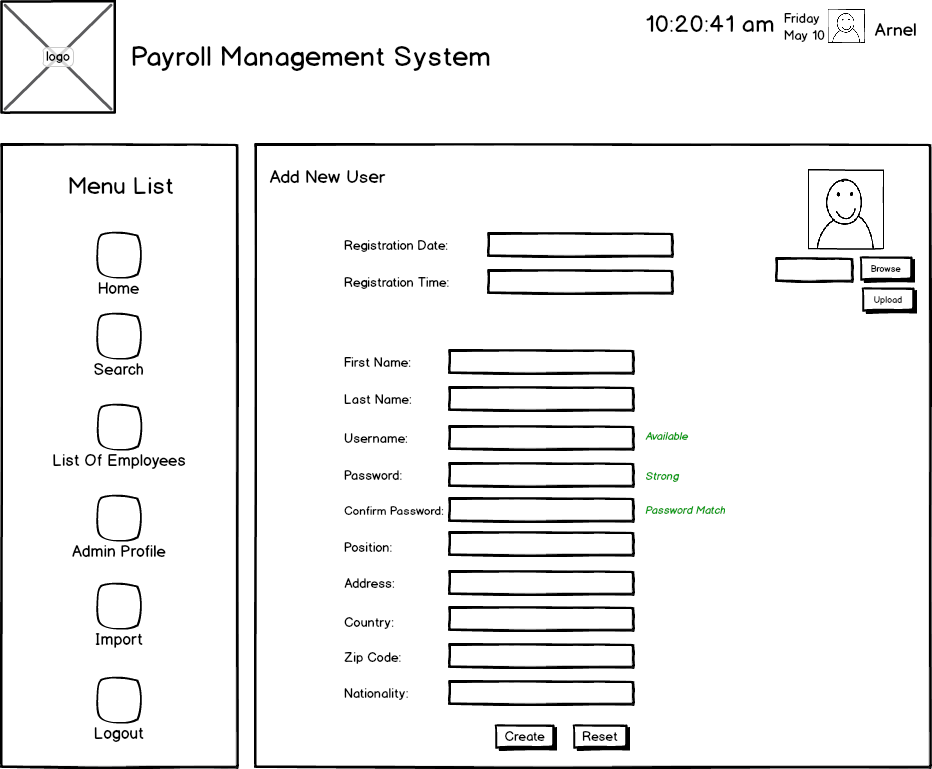 logo
Payroll Management System
10:20:41 am
Friday
May 10
Arnel
Menu List
Home
Search
List Of Employees
Admin Profile
Import
Logout
Add New User
Registration Date:
Registration Time:
Browse
Upload
First Name:
Last Name:
Username:
Available
Password:
Strong
Confirm Password:
Password Match
Position:
Address:
Country:
Zip Code:
Nationality:
Create
Reset